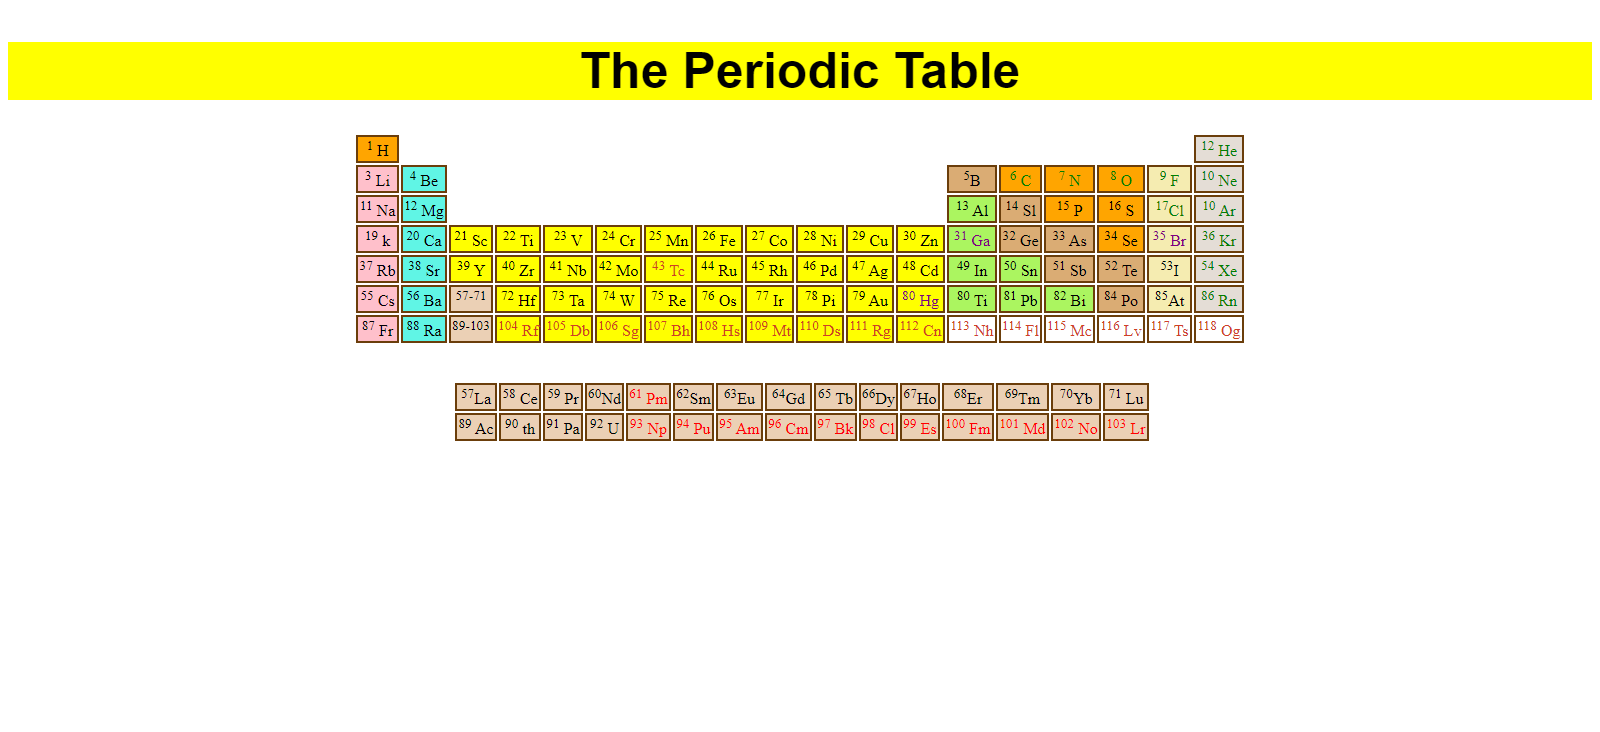 The Periodic Table
1 H 12 He
3 Li 4 Be 5B 6 C 7 N 8 O 9 F 10 Ne
11 Na 12 Mg 13 Al 14 Sl 15 P 16 S 17Cl 10 Ar
19 k 20 Ca 21 Sc 22 Ti 23 V 24 Cr 25 Mn 26 Fe 27 Co 28 Ni 29 Cu 30 Zn 31 Ga 32 Ge 33 As 34 Se 35 Br 36 Kr
37 Rb 38 Sr 39 Y 40 Zr 41 Nb 42 Mo 43 Tc 44 Ru 45 Rh 46 Pd 47 Ag 48 Cd 49 In 50 Sn 51 Sb 52 Te 53I 54 Xe
55 Cs 56 Ba 57-71 72 Hf 73 Ta 74 W 75 Re 76 Os 77 Ir 78 Pi 79 Au 80 Hg 80 Ti 81 Pb 82 Bi 84 Po 85At 86 Rn
87 Fr 88 Ra 89-103 104 Rf 105 Db 106 Sg 107 Bh 108 Hs 109 Mt 110 Ds 111 Rg 112 Cn 113 Nh 114 Fl 115 Mc 116 Lv 117 Ts 118 Og
57La 58 Ce 59 Pr 60Nd 61 Pm 62Sm 63Eu 64Gd 65 Tb 66Dy 67Ho 68Er 69Tm 70Yb 71 Lu
89 Ac 90 th 91 Pa 92 U 93 Np 94 Pu 95 Am 96 Cm 97 Bk 98 Cl 99 Es 100 Fm 101 Md 102 No 103 Lr